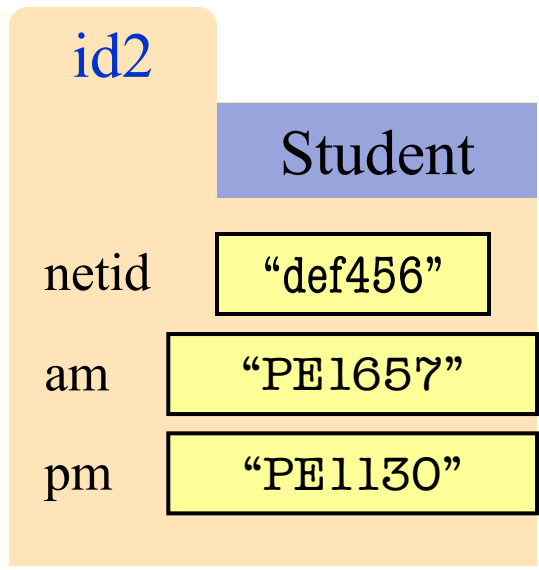 id2
Student
netid “def456”
am “PE1657”
pm “PE1130”